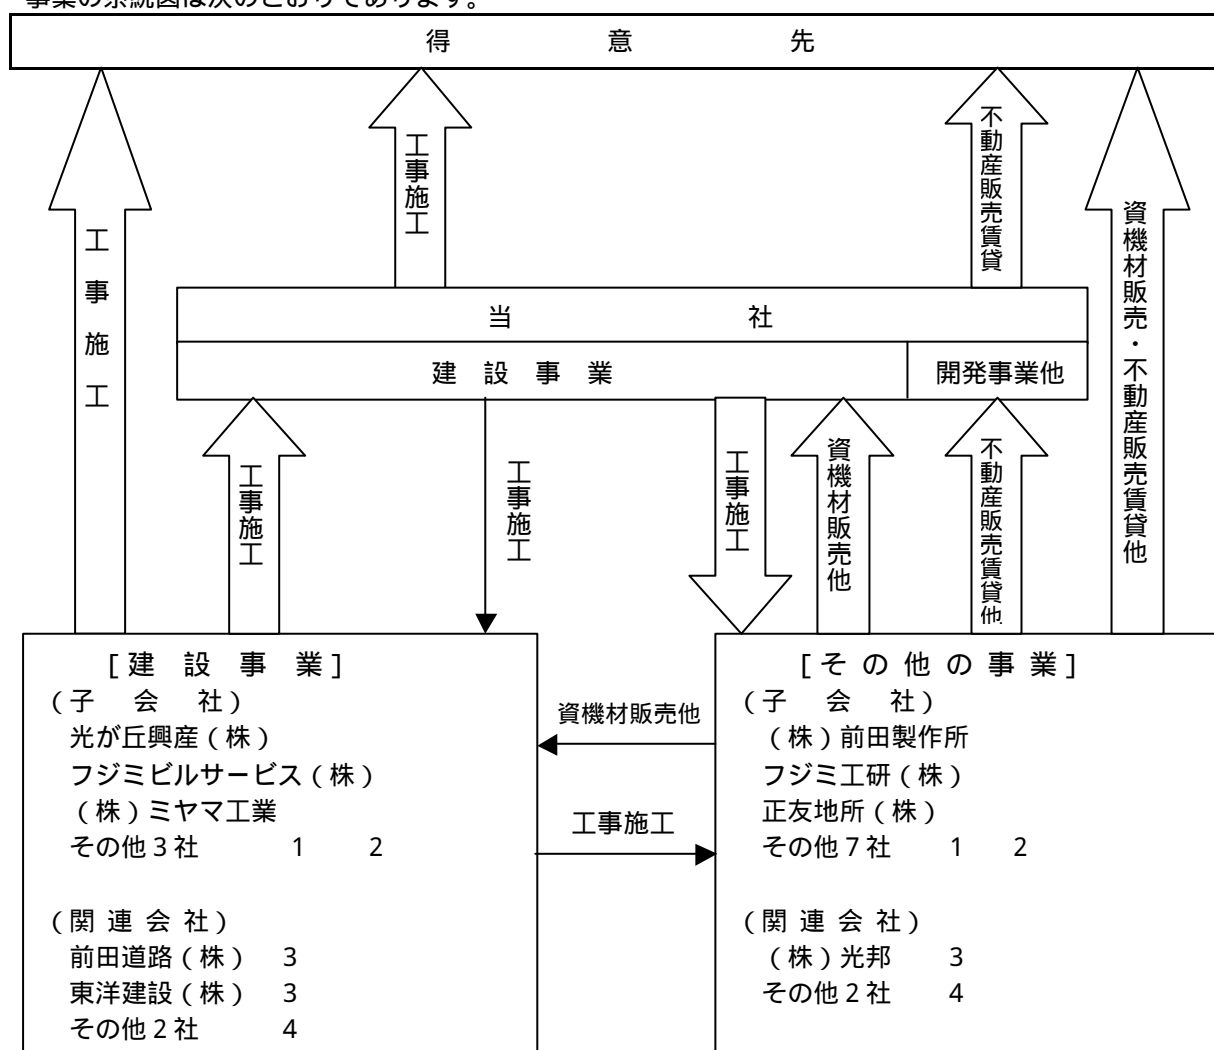 事業の系統図は次のとおりであります。
得意先
工事施工
不動産販売賃貸
工事施工
資機材販売・不動産販売賃貸他
当社
建設事業
開発事業他
工事施工
工事施工
工事施工
資機材販売他
不動産販売賃貸他
[建設事業]
(子会社)
光が丘興産(株)
フジミビルサービス(株)
(株)ミヤマ工業
その他3社 1 2
(関連会社)
前田道路(株) 3
東洋建設(株) 3
その他2社 4
資機材販売他
工事施工
[その他の事業]
(子会社)
(株)前田製作所
フジミ工研(株)
正友地所(株)
その他7社 1 2
(関連会社)
(株)光邦 3
その他2社 4